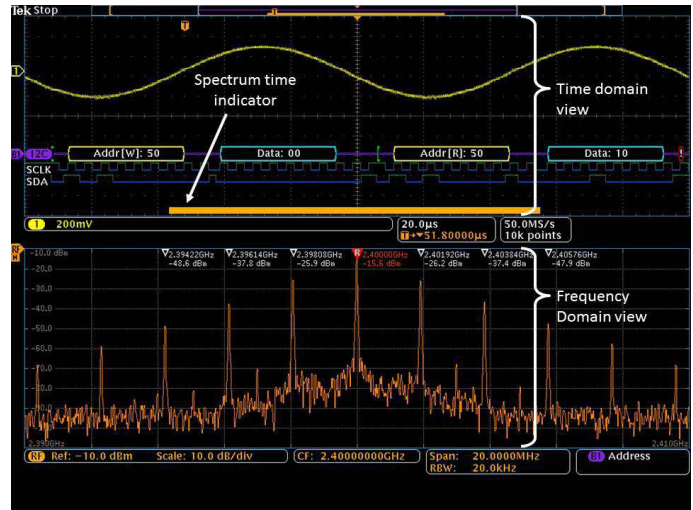 Tek Stop
T
Spectrum time
indicator
Time domain
view
1
B1 I2C Addr[W]: 50 Data: 00 Addr[R]: 50 Data: 10 !
SCLK
SDA
1 200mV
20.0μs
T→▼51.80000μs
50.0MS/s
10k points
-10.0 dBm
2.39422GHz 2.39614GHz 2.39808GHz R 2.40000GHz 2.40192GHz 2.40384GHz 2.40576GHz
-48.6 dBm -37.8 dBm -25.9 dBm -15.6 dBm -26.2 dBm -37.4 dBm -47.9 dBm
-20.0
-30.0
-40.0
-50.0
-60.0
-70.0
-80.0
-90.0
Frequency
Domain view
2.390GHz 2.410GHz
RF Ref: -10.0 dBm Scale: 10.0 dB/div
CF: 2.40000000GHz
Span: 20.0000MHz
RBW: 20.0kHz
B1 Address